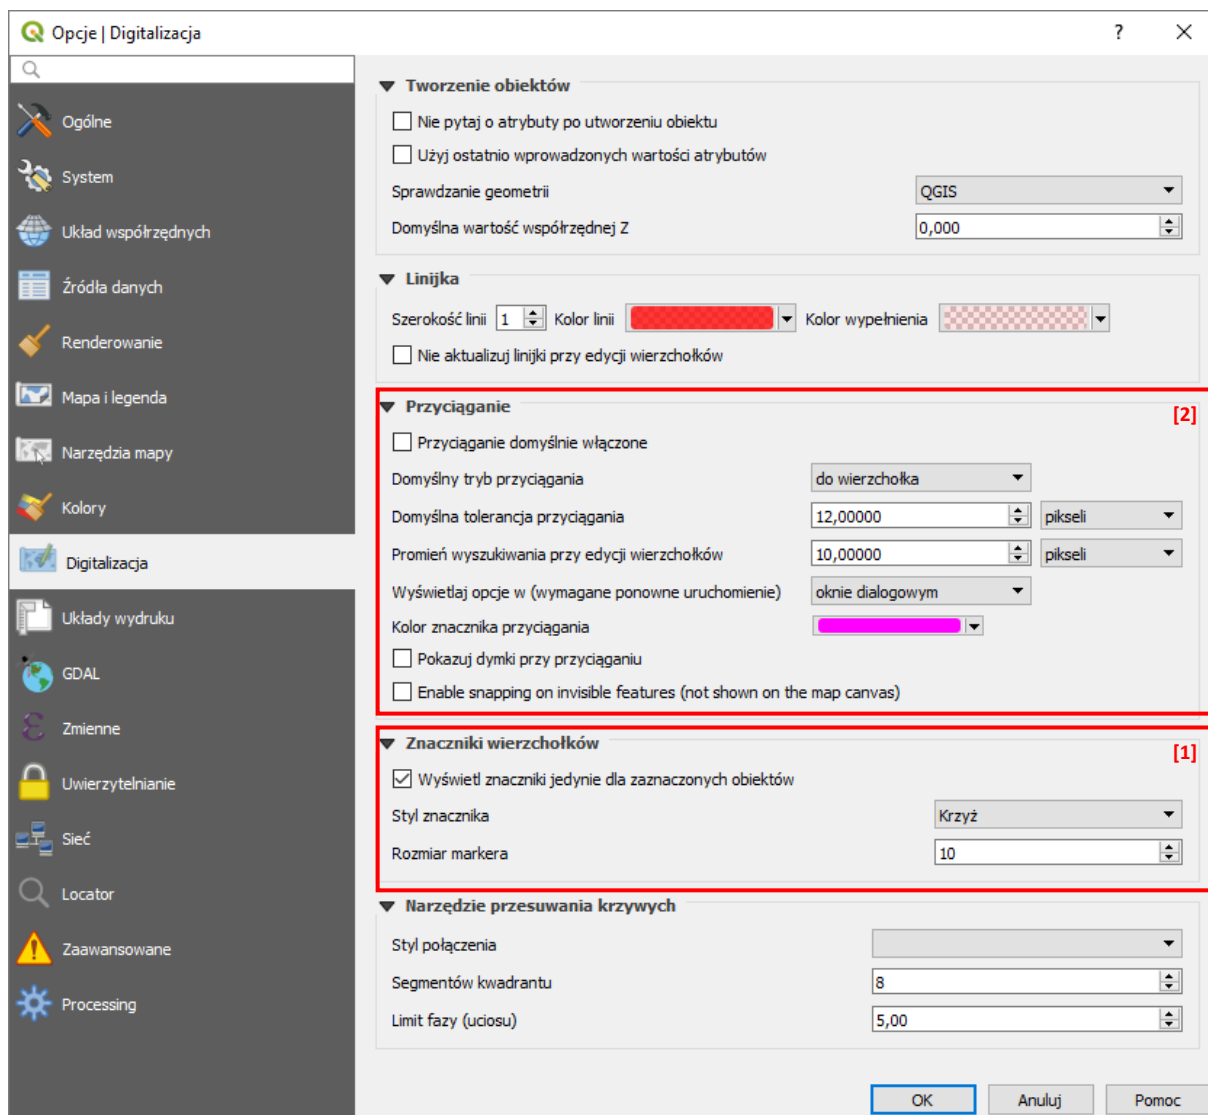 Opcje | Digitalizacja
?
Ogólne
System
Układ współrzędnych
Źródła danych
Renderowanie
Mapa i legenda
Narzędzia mapy
Kolory
Digitalizacja
Układy wydruku
GDAL
Zmienne
Uwierzytelnianie
Sieć
Locator
Zaawansowane
Processing
Tworzenie obiektów
Nie pytaj o atrybuty po utworzeniu obiektu
Użyj ostatnio wprowadzonych wartości atrybutów
Sprawdzanie geometrii QGIS
Domyślna wartość współrzędnej Z 0,000
Linijka
Szerokość linii 1 Kolor linii Kolor wypełnienia
Nie aktualizuj linijki przy edycji wierzchołków
Przyciąganie [2]
Przyciąganie domyślnie włączone
Domyślny tryb przyciągania do wierzchołka
Domyślna tolerancja przyciągania 12,00000 pikseli
Promień wyszukiwania przy edycji wierzchołków 10,00000 pikseli
Wyświetlaj opcje w (wymagane ponowne uruchomienie) oknie dialogowym
Kolor znacznika przyciągania
Pokazuj dymki przy przyciąganiu
Enable snapping on invisible features (not shown on the map canvas)
Znaczniki wierzchołków [1]
Wyświetl znaczniki jedynie dla zaznaczonych obiektów
Styl znacznika Krzyż
Rozmiar markera 10
Narzędzie przesuwania krzywych
Styl połączenia
Segmentów kwadrantu 8
Limit fazy (uciosu) 5,00
OK Anuluj Pomoc